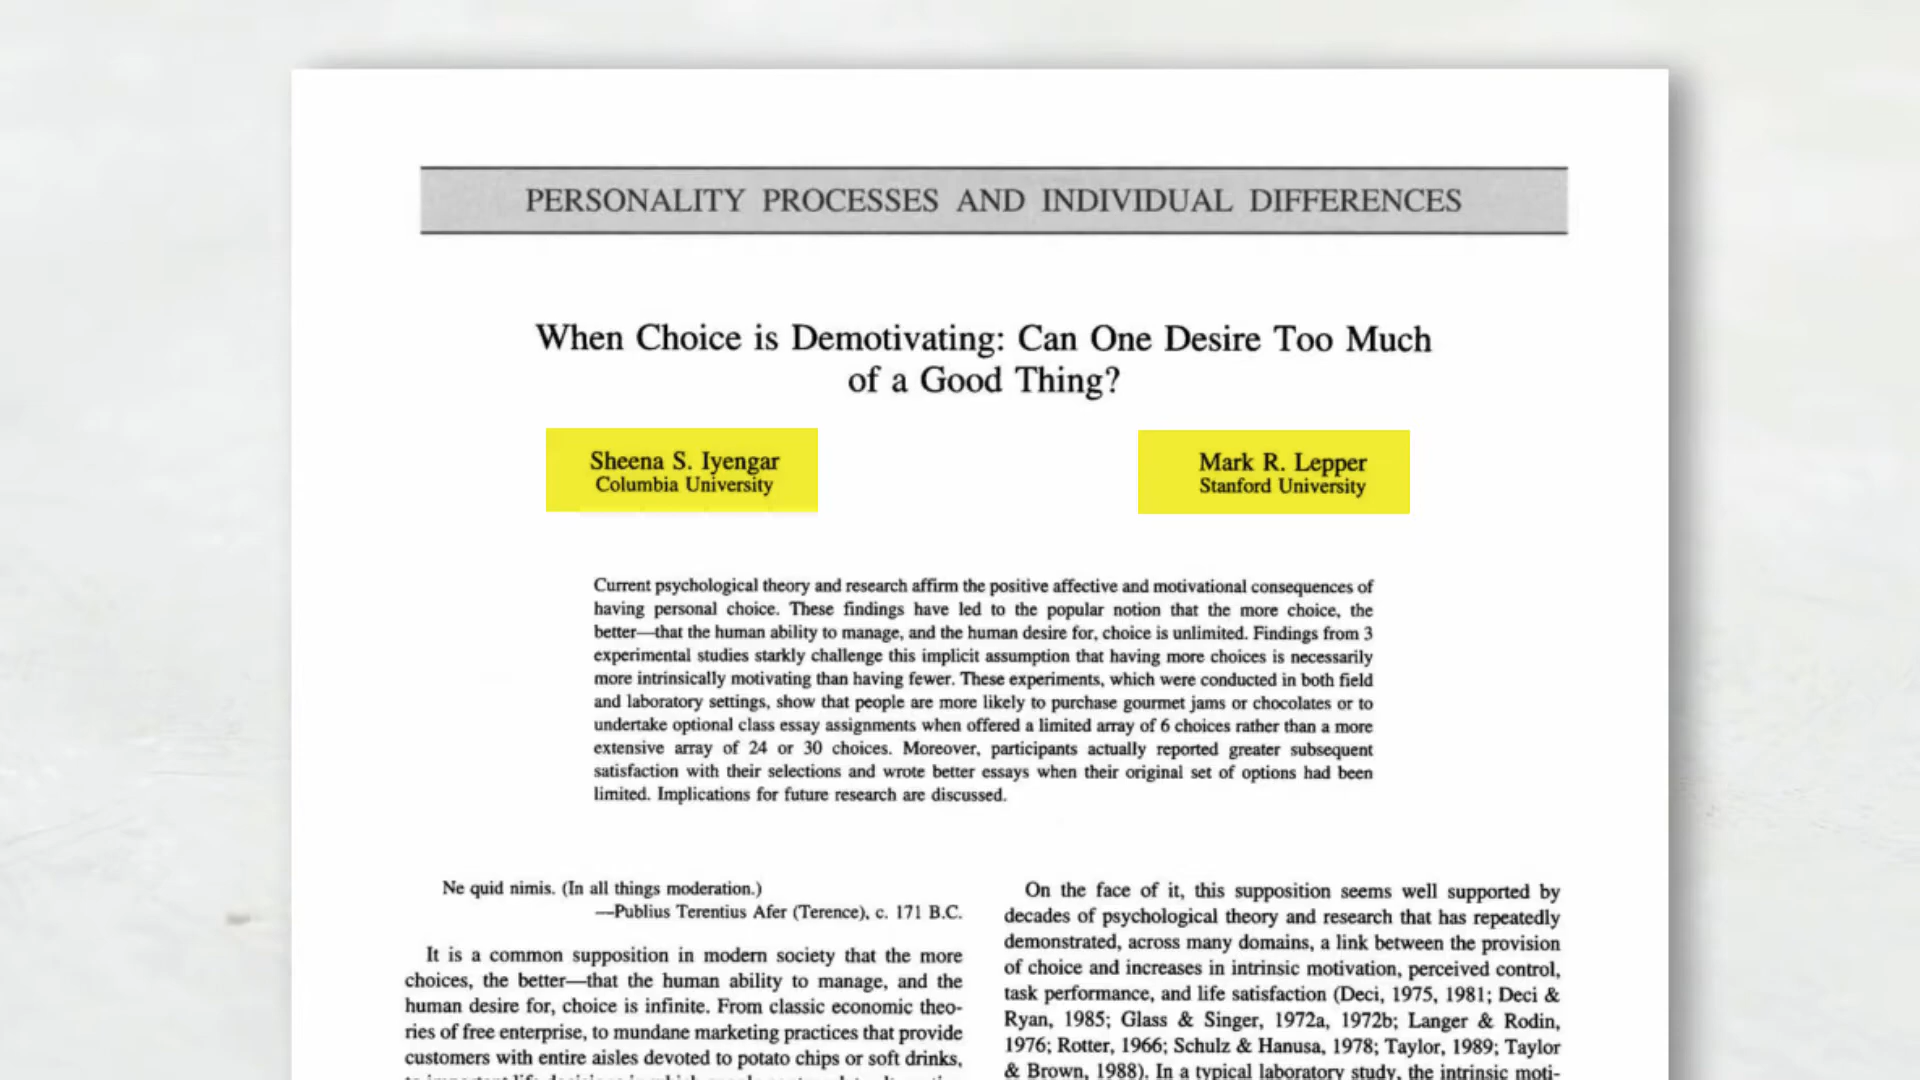 PERSONALITY PROCESSES AND INDIVIDUAL DIFFERENCES
When Choice is Demotivating: Can One Desire Too Much
of a Good Thing?
Sheena S. Iyengar
Columbia University
Mark R. Lepper
Stanford University
Current psychological theory and research affirm the positive affective and motivational consequences of
having personal choice. These findings have led to the popular notion that the more choice, the
better—that the human ability to manage, and the human desire for, choice is unlimited. Findings from 3
experimental studies starkly challenge this implicit assumption that having more choices is necessarily
more intrinsically motivating than having fewer. These experiments, which were conducted in both field
and laboratory settings, show that people are more likely to purchase gourmet jams or chocolates or to
undertake optional class essay assignments when offered a limited array of 6 choices rather than a more
extensive array of 24 or 30 choices. Moreover, participants actually reported greater subsequent
satisfaction with their selections and wrote better essays when their original set of options had been
limited. Implications for future research are discussed.
Ne quid nimis. (In all things moderation.)
—Publius Terentius Afer (Terence), c. 171 B.C.
It is a common supposition in modern society that the more
choices, the better—that the human ability to manage, and the
human desire for, choice is infinite. From classic economic theo-
ries of free enterprise, to mundane marketing practices that provide
customers with entire aisles devoted to potato chips or soft drinks,
On the face of it, this supposition seems well supported by
decades of psychological theory and research that has repeatedly
demonstrated, across many domains, a link between the provision
of choice and increases in intrinsic motivation, perceived control,
task performance, and life satisfaction (Deci, 1975, 1981; Deci &
Ryan, 1985; Glass & Singer, 1972a, 1972b; Langer & Rodin,
1976; Rotter, 1966; Schulz & Hanusa, 1978; Taylor, 1989; Taylor
& Brown, 1988). In a typical laboratory study, the intrinsic moti-